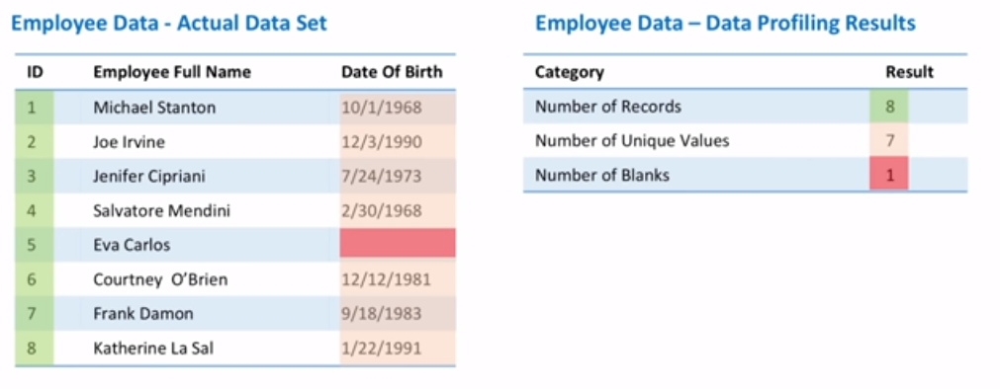 Employee Data - Actual Data Set
ID Employee Full Name Date Of Birth
1 Michael Stanton 10/1/1968
2 Joe Irvine 12/3/1990
3 Jenifer Cipriani 7/24/1973
4 Salvatore Mendini 2/30/1968
5 Eva Carlos
6 Courtney  O’Brien 12/12/1981
7 Frank Damon 9/18/1983
8 Katherine La Sal 1/22/1991
Employee Data – Data Profiling Results
Category Result
Number of Records 8
Number of Unique Values 7
Number of Blanks 1